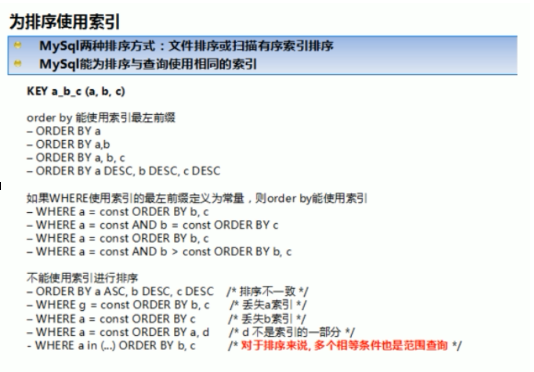 为排序使用索引
MySql两种排序方式：文件排序或扫描有序索引排序
MySql能为排序与查询使用相同的索引
KEY a_b_c (a, b, c)
order by 能使用索引最左前缀
– ORDER BY a
– ORDER BY a,b
– ORDER BY a, b, c
– ORDER BY a DESC, b DESC, c DESC
如果WHERE使用索引的最左前缀定义为常量，则order by能使用索引
– WHERE a = const ORDER BY b, c
– WHERE a = const AND b = const ORDER BY c
– WHERE a = const ORDER BY b, c
– WHERE a = const AND b > const ORDER BY b, c
不能使用索引进行排序
– ORDER BY a ASC, b DESC, c DESC /* 排序不一致 */
– WHERE g = const ORDER BY b, c /* 丢失a索引 */
– WHERE a = const ORDER BY c /* 丢失b索引 */
– WHERE a = const ORDER BY a, d /* d 不是索引的一部分 */
- WHERE a in (...) ORDER BY b, c /* 对于排序来说, 多个相等条件也是范围查询 */